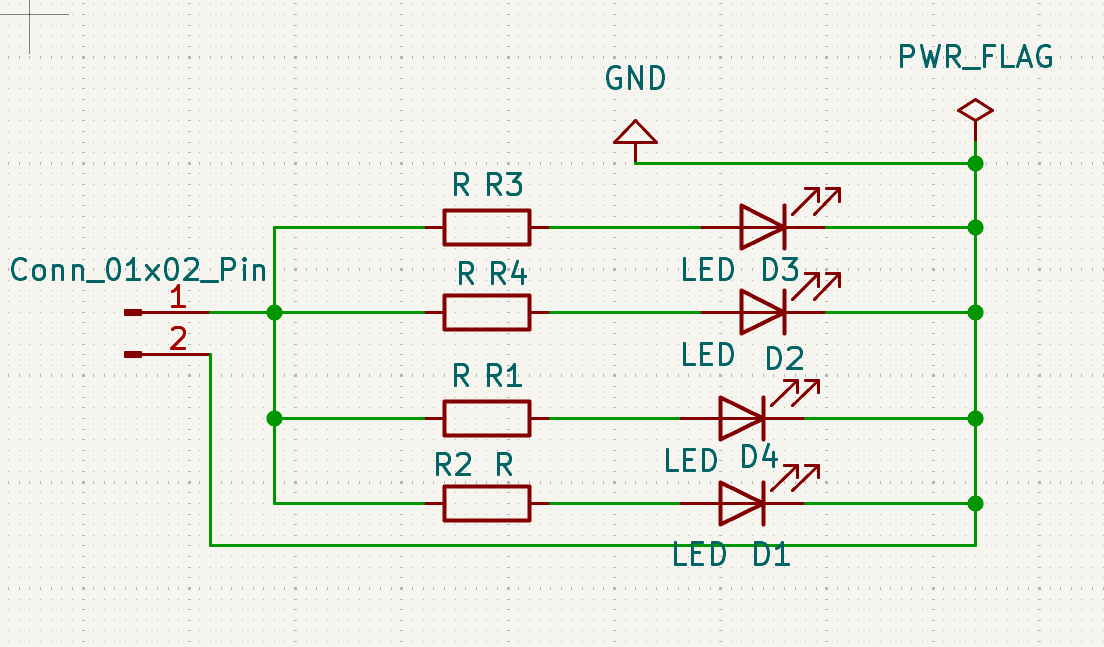 PWR_FLAG
GND
R R3
Conn_01x02_Pin
LED D3
R R4
1
2
LED D2
R R1
LED D4
R2 R
LED D1